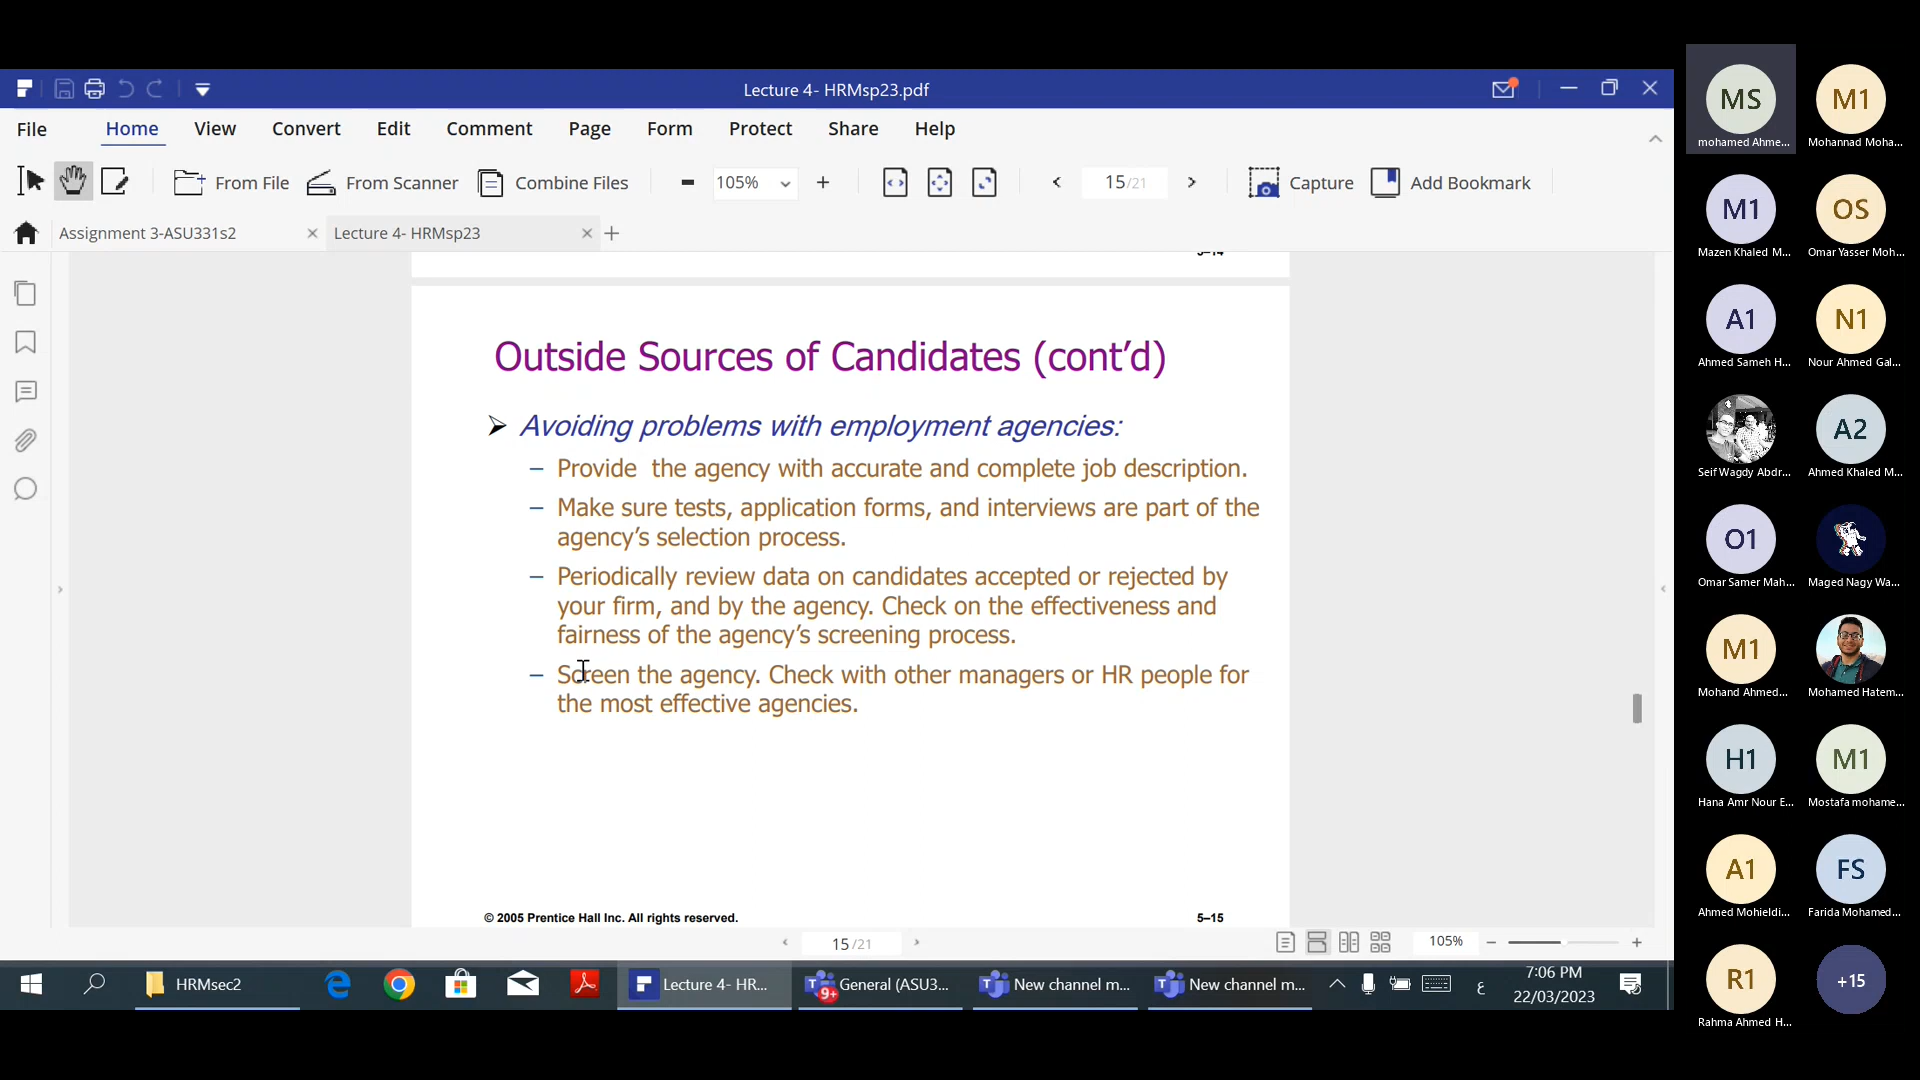 Lecture 4- HRMsp23.pdf
File Home View Convert Edit Comment Page Form Protect Share Help
From File From Scanner Combine Files 105% 15/21 Capture Add Bookmark
Assignment 3-ASU331s2 Lecture 4- HRMsp23
5–14
Outside Sources of Candidates (cont’d)
Avoiding problems with employment agencies:
– Provide the agency with accurate and complete job description.
– Make sure tests, application forms, and interviews are part of the
agency’s selection process.
– Periodically review data on candidates accepted or rejected by
your firm, and by the agency. Check on the effectiveness and
fairness of the agency’s screening process.
– Screen the agency. Check with other managers or HR people for
the most effective agencies.
© 2005 Prentice Hall Inc. All rights reserved. 5–15
15/21 105%
HRMsec2 Lecture 4- HR... 9+ General (ASU3... New channel m... New channel m... ع 7:06 PM
22/03/2023
MS M1
mohamed Ahme... Mohannad Moha...
M1 OS
Mazen Khaled M... Omar Yasser Moh...
A1 N1
Ahmed Sameh H... Nour Ahmed Gal...
A2
Seif Wagdy Abdr... Ahmed Khaled M...
O1
Omar Samer Mah... Maged Nagy Wa...
M1
Mohand Ahmed... Mohamed Hatem...
H1 M1
Hana Amr Nour E... Mostafa mohame...
A1 FS
Ahmed Mohieldi... Farida Mohamed...
R1 +15
Rahma Ahmed H...